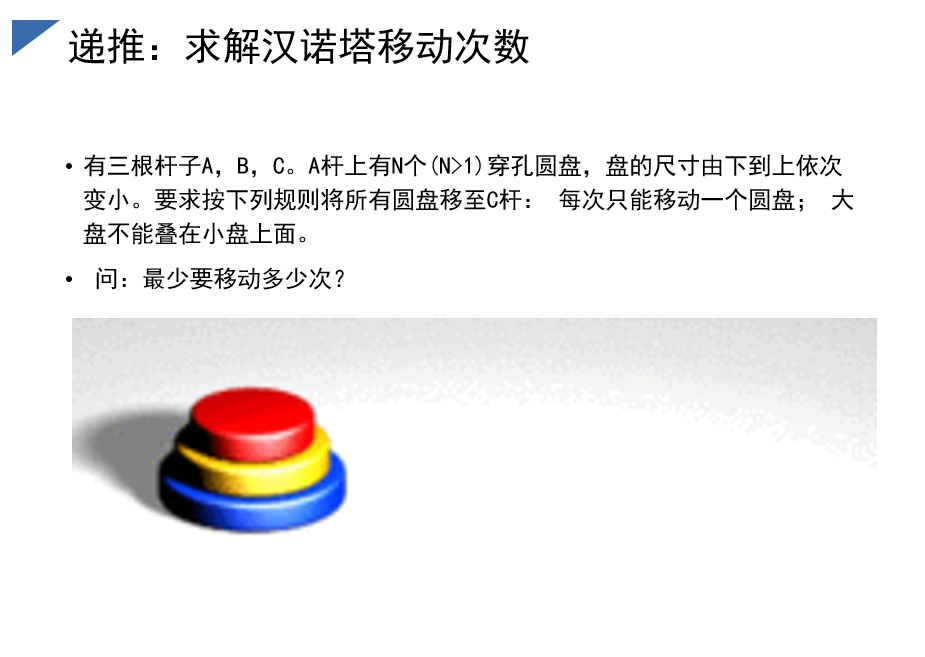 递推：求解汉诺塔移动次数
• 有三根杆子A，B，C。A杆上有N个(N>1)穿孔圆盘，盘的尺寸由下到上依次
变小。要求按下列规则将所有圆盘移至C杆： 每次只能移动一个圆盘； 大
盘不能叠在小盘上面。
• 问：最少要移动多少次？